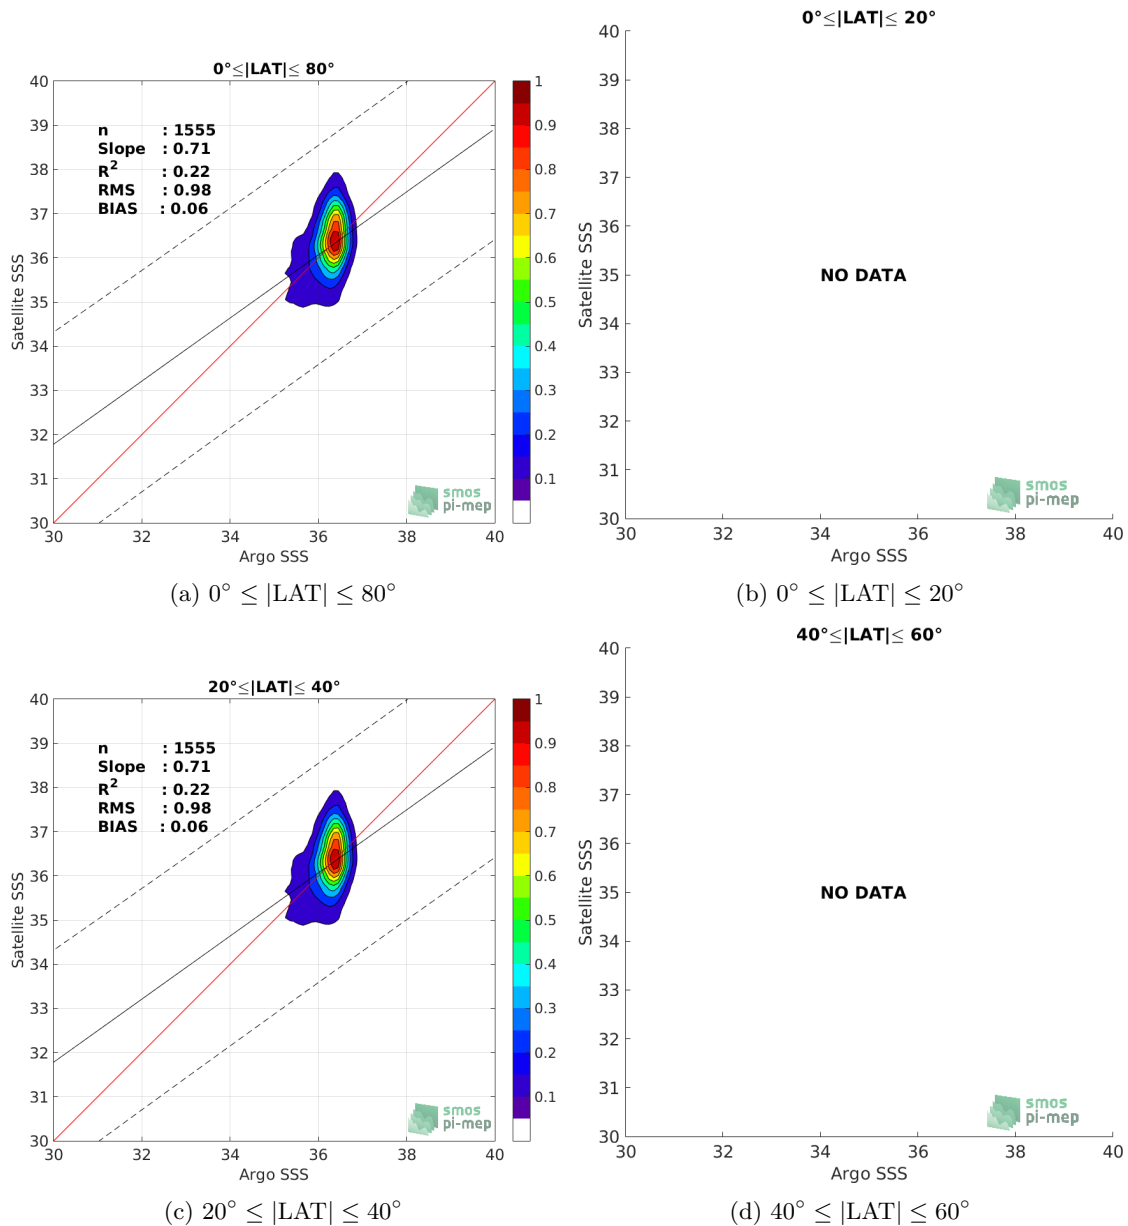 0°≤|LAT|≤ 80°
n : 1555
Slope : 0.71
R² : 0.22
RMS : 0.98
BIAS : 0.06
40
39
38
37
36
35
34
33
32
31
30
Satellite SSS
30 32 34 36 38 40
Argo SSS
1
0.9
0.8
0.7
0.6
0.5
0.4
0.3
0.2
0.1
smos
pi-mep
(a) 0° ≤ |LAT| ≤ 80°
0°≤|LAT|≤ 20°
40
39
38
37
36
35
34
33
32
31
30
Satellite SSS
NO DATA
smos
pi-mep
30 32 34 36 38 40
Argo SSS
(b) 0° ≤ |LAT| ≤ 20°
20°≤|LAT|≤ 40°
n : 1555
Slope : 0.71
R² : 0.22
RMS : 0.98
BIAS : 0.06
40
39
38
37
36
35
34
33
32
31
30
Satellite SSS
30 32 34 36 38 40
Argo SSS
1
0.9
0.8
0.7
0.6
0.5
0.4
0.3
0.2
0.1
smos
pi-mep
(c) 20° ≤ |LAT| ≤ 40°
40°≤|LAT|≤ 60°
40
39
38
37
36
35
34
33
32
31
30
Satellite SSS
NO DATA
smos
pi-mep
30 32 34 36 38 40
Argo SSS
(d) 40° ≤ |LAT| ≤ 60°